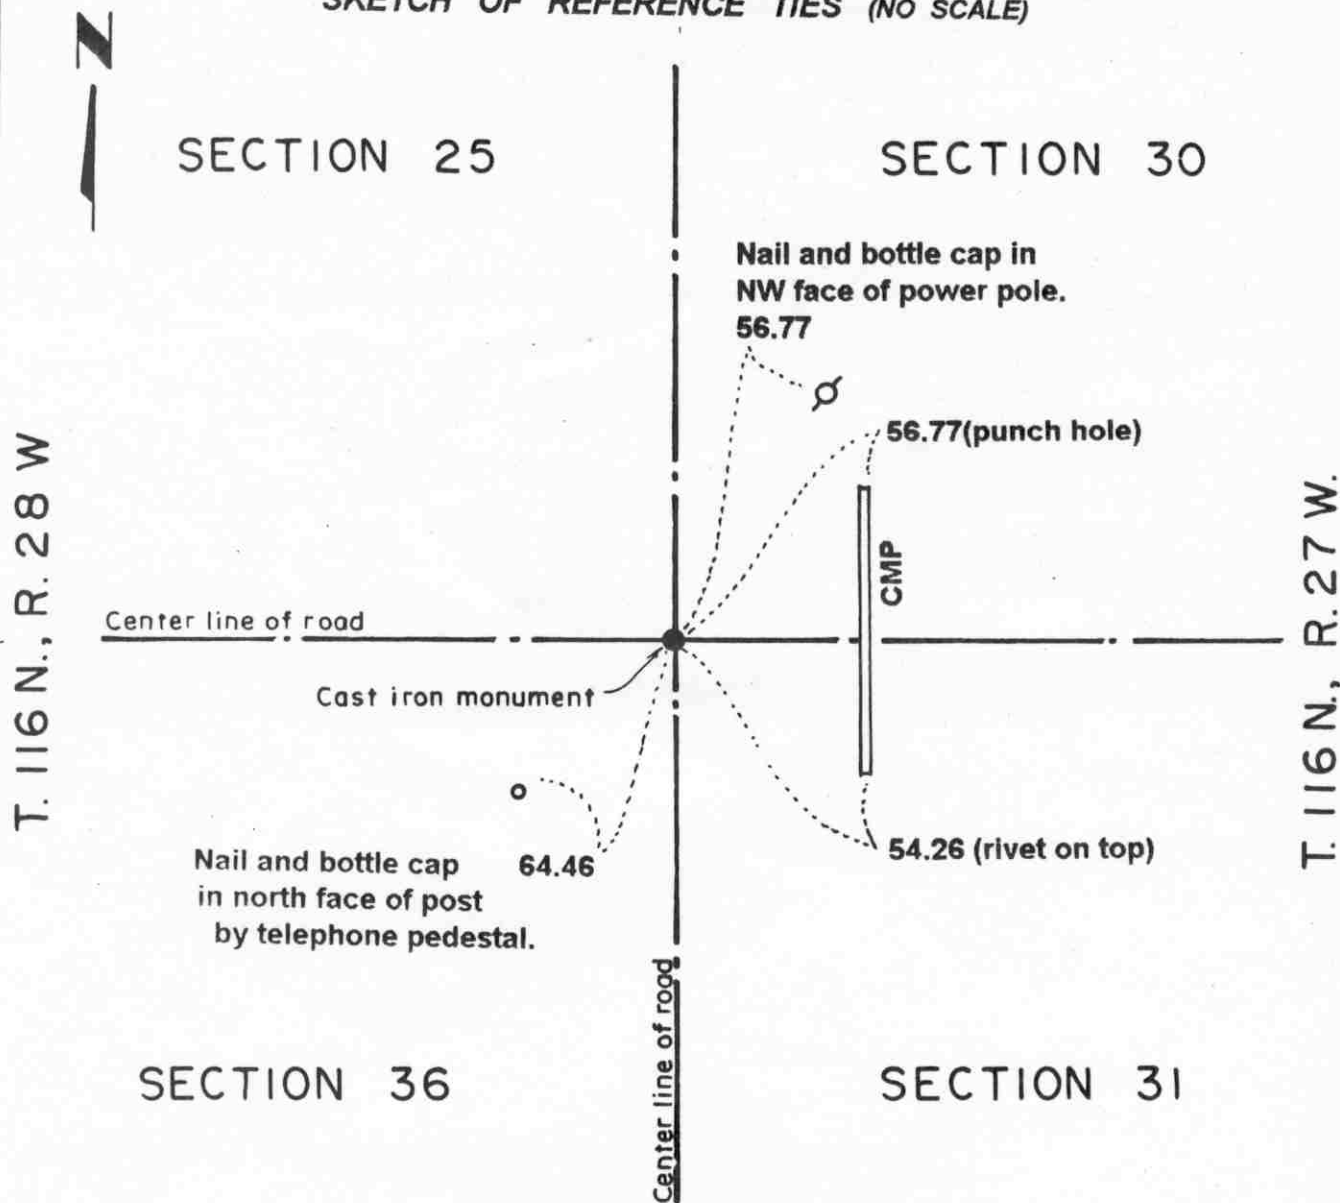 SKETCH OF REFERENCE TIES (NO SCALE)
N
SECTION 25
SECTION 30
Nail and bottle cap in
NW face of power pole.
56.77
56.77(punch hole)
T. 116 N., R. 28 W
T. 116 N., R. 27 W.
CMP
Center line of road
Cast iron monument
54.26 (rivet on top)
Nail and bottle cap 64.46
in north face of post
by telephone pedestal.
Center line of road
SECTION 36
SECTION 31